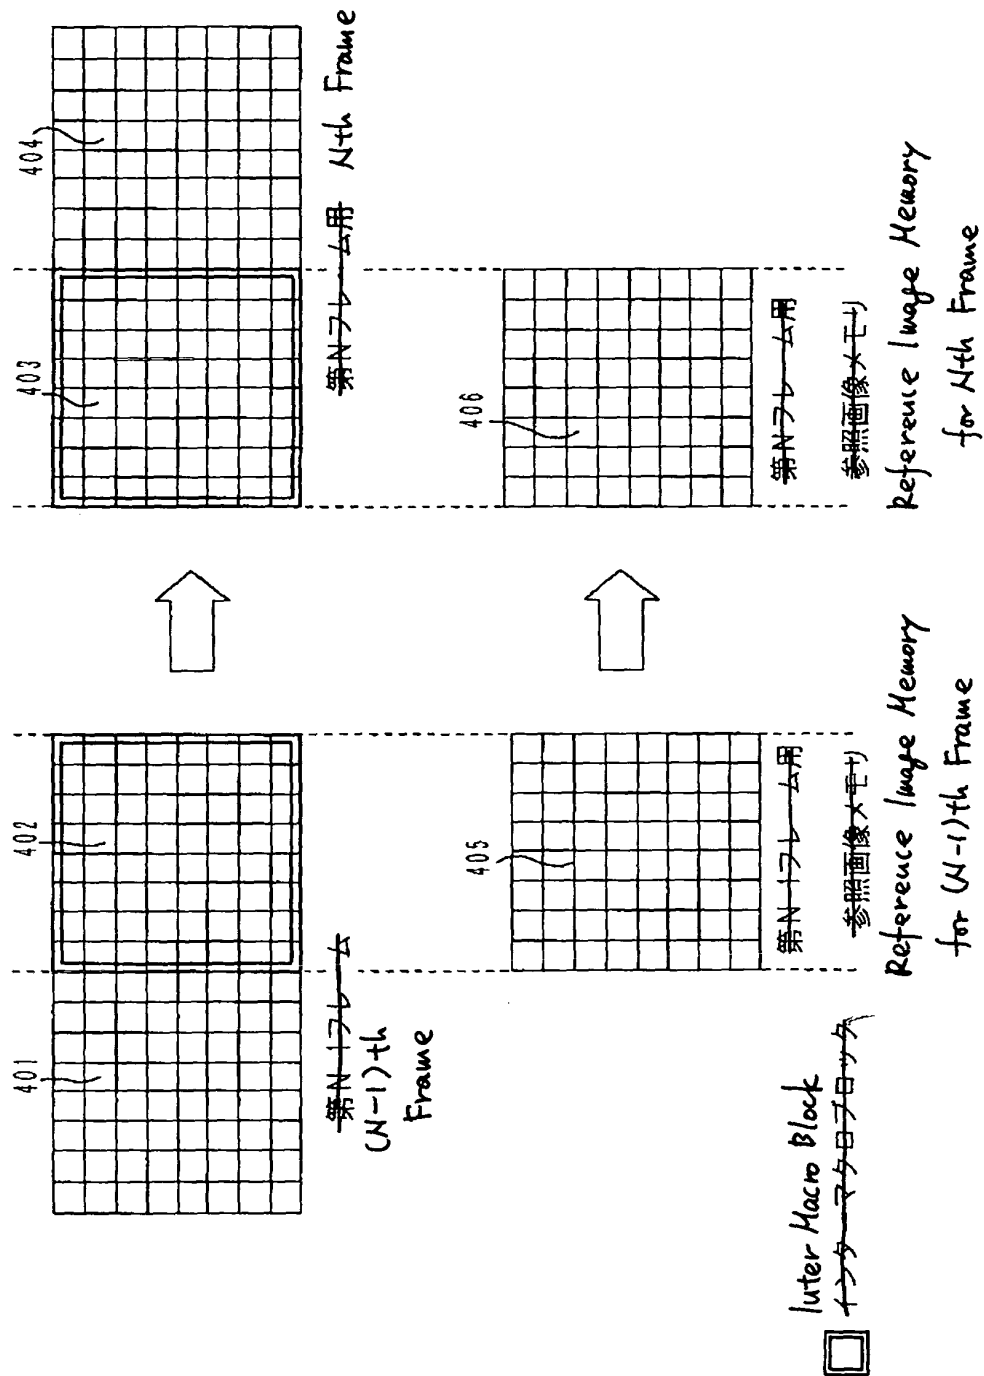 401
402
403
404
第N-1フレーム
(N-1)th
Frame
第Nフレーム用
Nth Frame
405
406
第N-1フレーム用
参照画像メモリ
Reference Image Memory
for (N-1)th Frame
第Nフレーム用
参照画像メモリ
Reference Image Memory
for Nth Frame
Inter Macro Block
インターマクロブロック